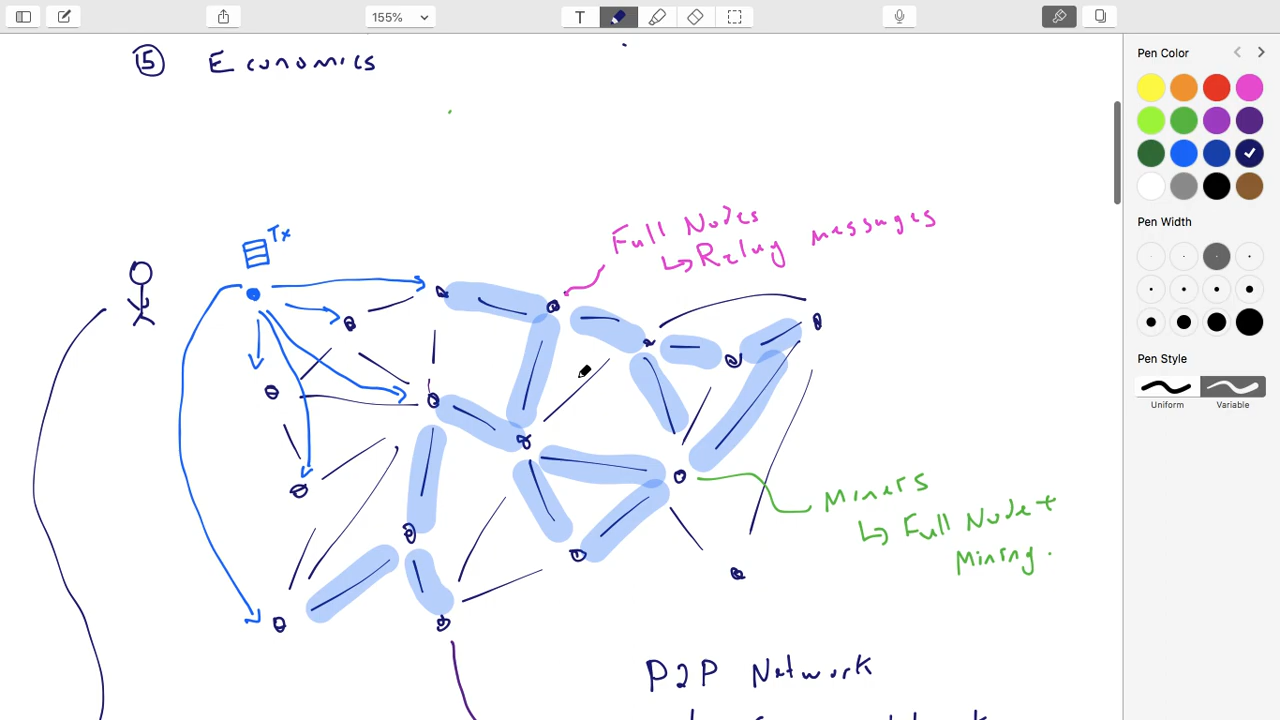 155%
T
Pen Color
⑤ Economics
Tx
Full Nodes
↳ Relay messages
Pen Width
Pen Style
Uniform Variable
Miners
↳ Full Node +
Mining.
P2P Network